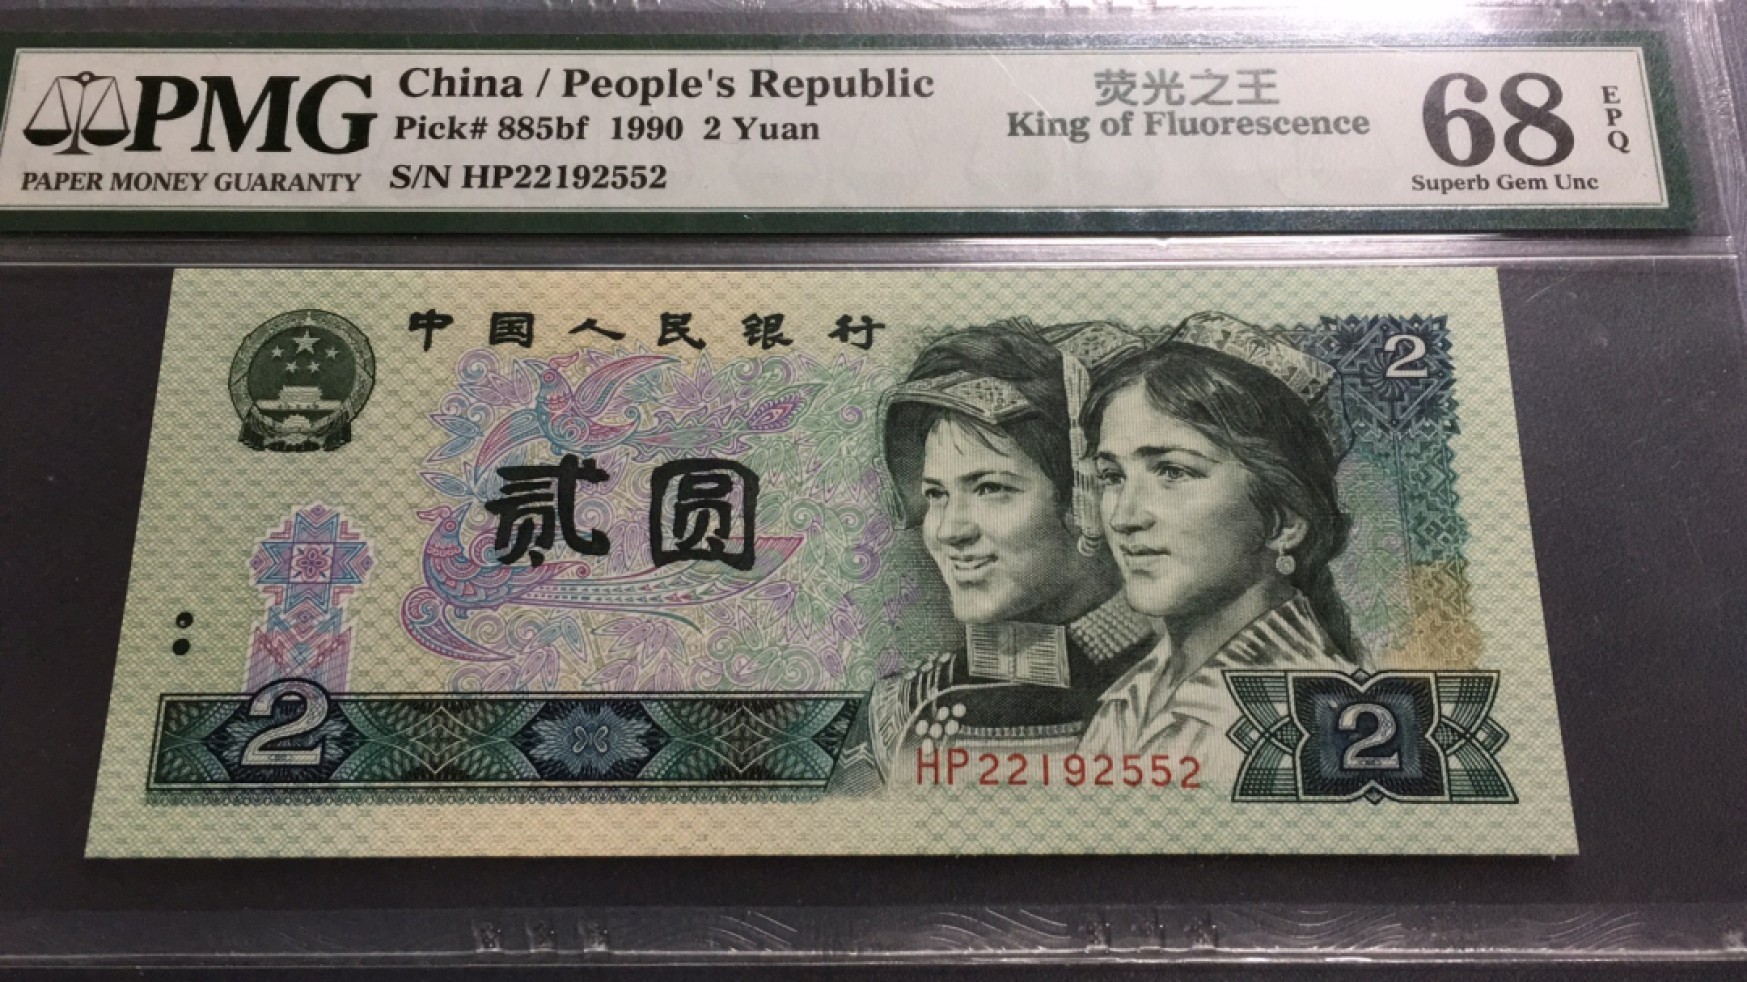 PMG
PAPER MONEY GUARANTY
China / People's Republic
Pick# 885bf 1990 2 Yuan
S/N HP22192552
荧光之王
King of Fluorescence
68
EPQ
Superb Gem Unc
中国人民银行
2
贰圆
2
2
HP22192552